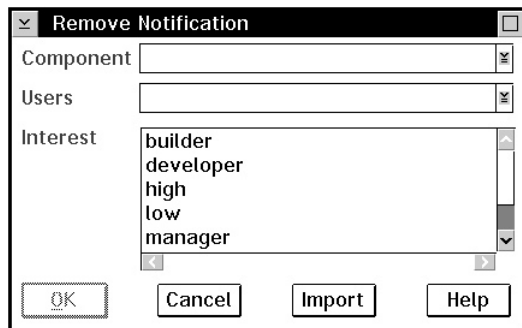 Remove Notification
Component
Users
Interest
builder
developer
high
low
manager
OK Cancel Import Help